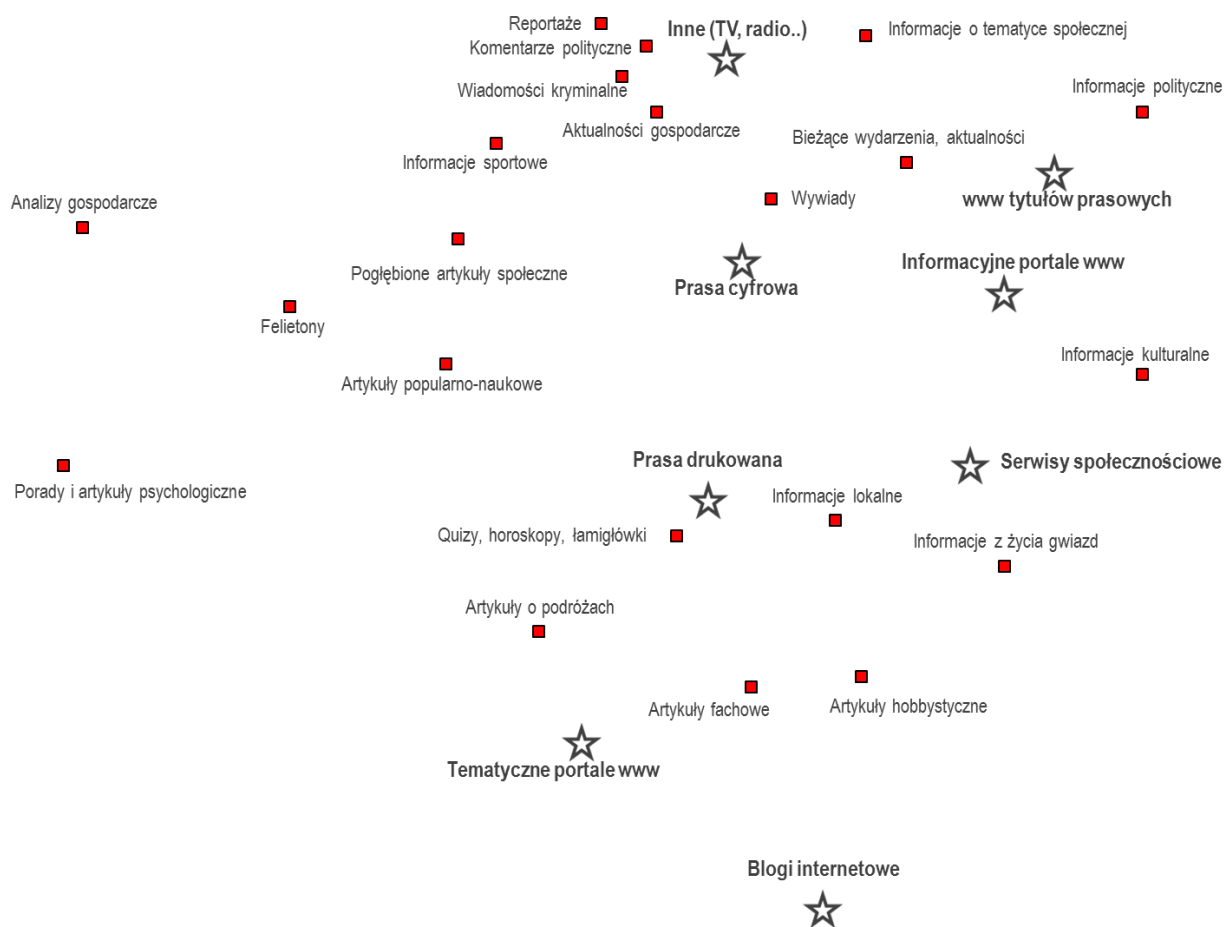 Reportaże
Inne (TV, radio..)
Informacje o tematyce społecznej
Komentarze polityczne
Wiadomości kryminalne
Informacje polityczne
Aktualności gospodarcze
Bieżące wydarzenia, aktualności
Informacje sportowe
Analizy gospodarcze
Wywiady
www tytułów prasowych
Pogłębione artykuły społeczne
Prasa cyfrowa
Informacyjne portale www
Felietony
Informacje kulturalne
Artykuły popularno-naukowe
Prasa drukowana
Serwisy społecznościowe
Porady i artykuły psychologiczne
Informacje lokalne
Quizy, horoskopy, łamigłówki
Informacje z życia gwiazd
Artykuły o podróżach
Artykuły fachowe
Artykuły hobbystyczne
Tematyczne portale www
Blogi internetowe